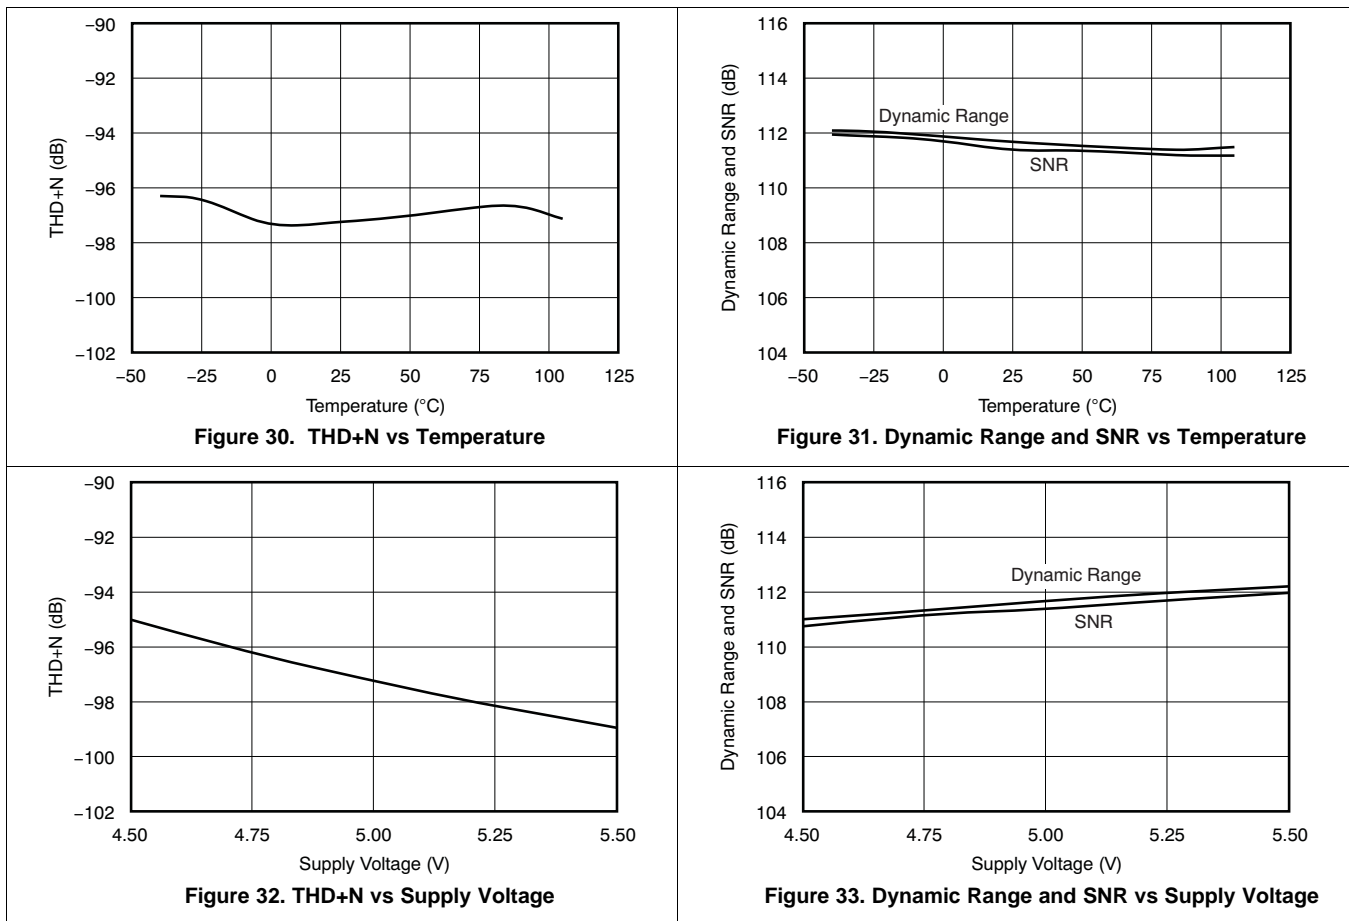 −90
−92
−94
−96
−98
−100
−102
THD+N (dB)
−50 −25 0 25 50 75 100 125
Temperature (°C)
Figure 30. THD+N vs Temperature
116
114
112
110
108
106
104
Dynamic Range and SNR (dB)
Dynamic Range
SNR
−50 −25 0 25 50 75 100 125
Temperature (°C)
Figure 31. Dynamic Range and SNR vs Temperature
−90
−92
−94
−96
−98
−100
−102
THD+N (dB)
4.50 4.75 5.00 5.25 5.50
Supply Voltage (V)
Figure 32. THD+N vs Supply Voltage
116
114
112
110
108
106
104
Dynamic Range and SNR (dB)
Dynamic Range
SNR
4.50 4.75 5.00 5.25 5.50
Supply Voltage (V)
Figure 33. Dynamic Range and SNR vs Supply Voltage